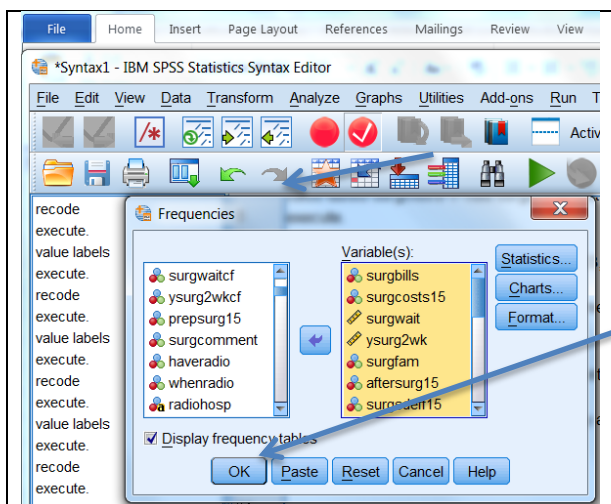 File Home Insert Page Layout References Mailings Review View
*Syntax1 - IBM SPSS Statistics Syntax Editor
File Edit View Data Transform Analyze Graphs Utilities Add-ons Run
Activ
recode
execute.
value labels
execute.
recode
execute.
value labels
execute.
recode
execute.
value labels
execute.
recode
execute.
Frequencies
surgwaitcf
ysurg2wkcf
prepsurg15
surgcomment
haveradio
whenradio
radiohosp
Variable(s):
surgbills
surgcosts15
surgwait
ysurg2wk
surgfam
aftersurg15
Statistics...
Charts...
Format...
Display frequency tables
OK Paste Reset Cancel Help